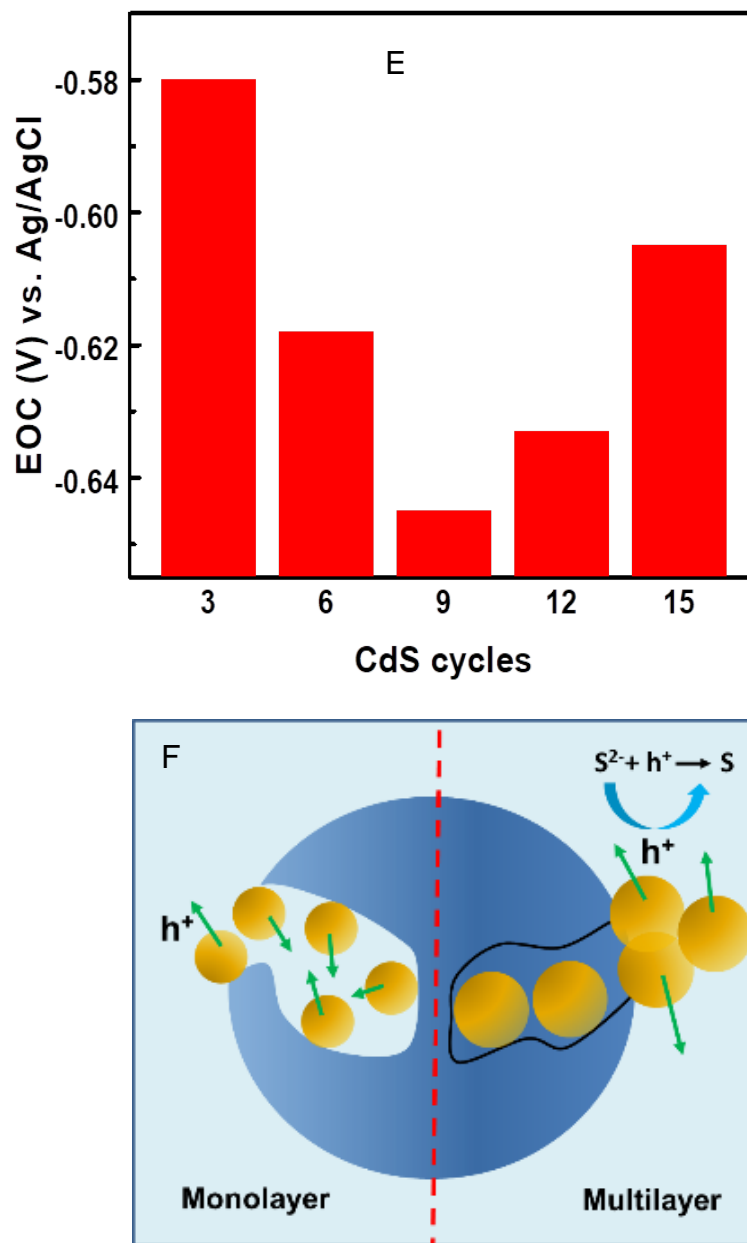 E
EOC (V) vs. Ag/AgCl
-0.58
-0.60
-0.62
-0.64
3 6 9 12 15
CdS cycles
F
S²⁻+ h⁺ → S
h⁺
h⁺
Monolayer
Multilayer